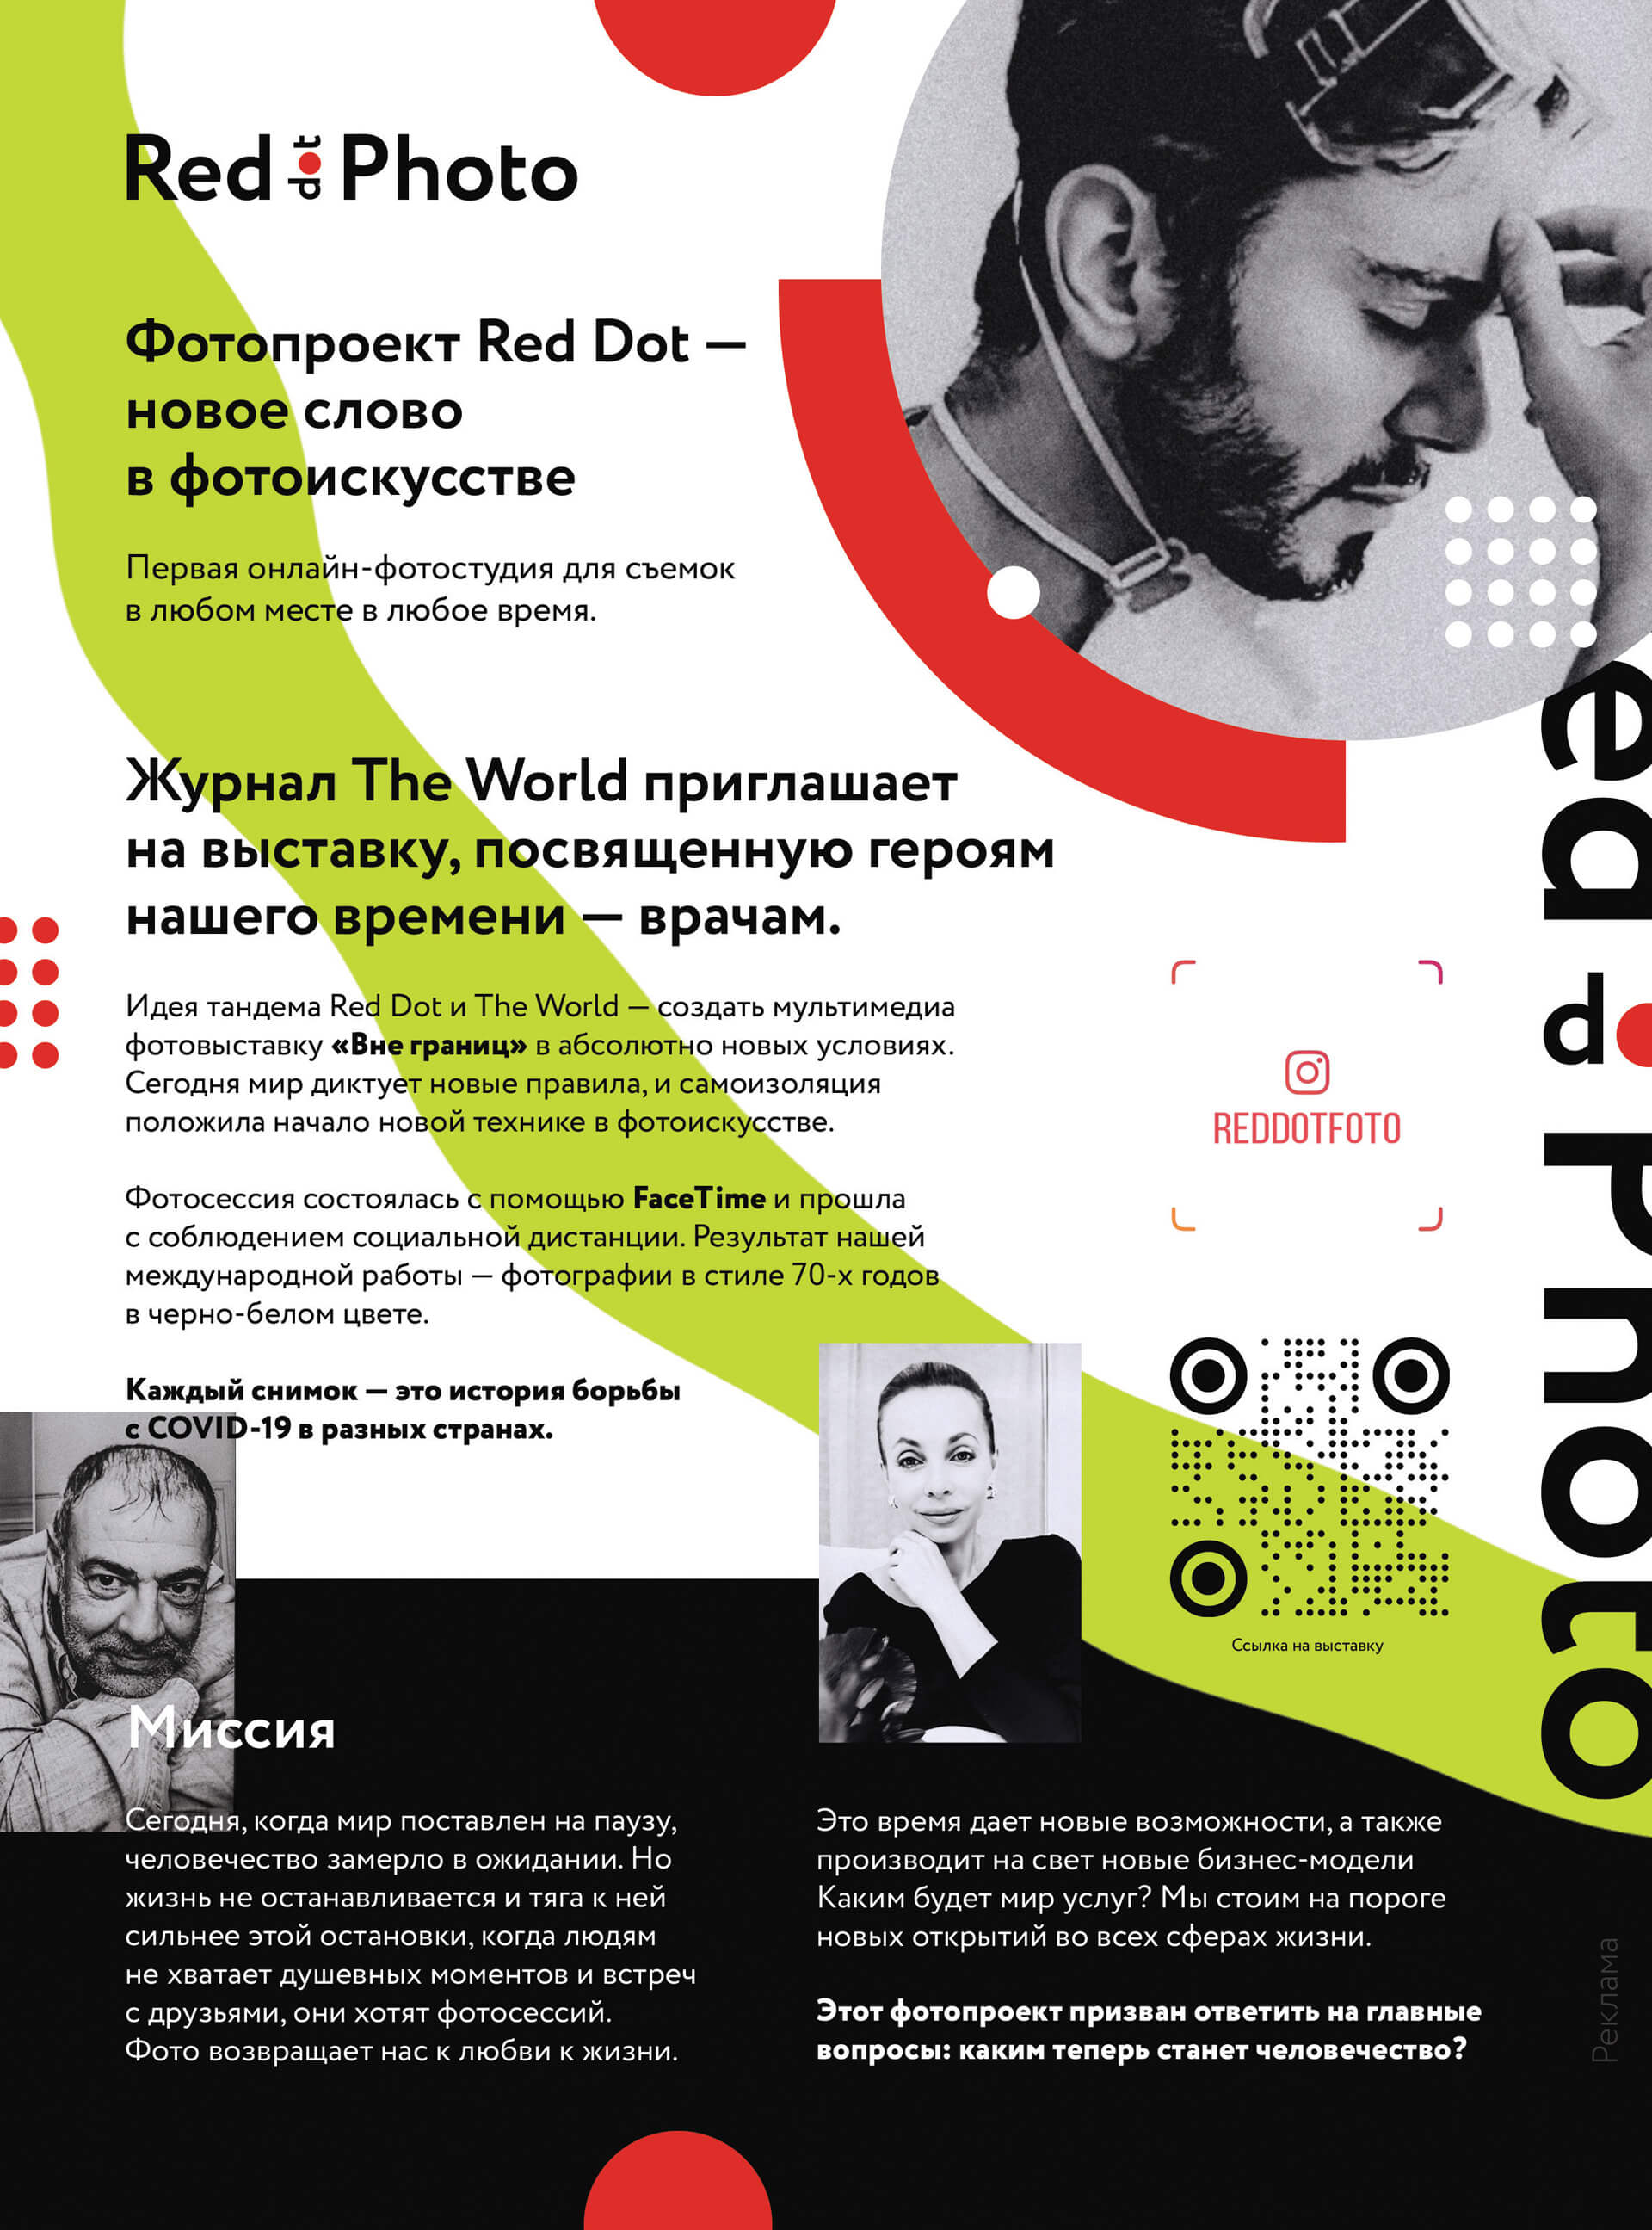 Red dot Photo
Фотопроект Red Dot —
новое слово
в фотоискусстве
Первая онлайн-фотостудия для съемок
в любом месте в любое время.
Журнал The World приглашает
на выставку, посвященную героям
нашего времени — врачам.
Идея тандема Red Dot и The World — создать мультимедиа
фотовыставку «Вне границ» в абсолютно новых условиях.
Сегодня мир диктует новые правила, и самоизоляция
положила начало новой технике в фотоискусстве.
Фотосессия состоялась с помощью FaceTime и прошла
с соблюдением социальной дистанции. Результат нашей
международной работы — фотографии в стиле 70-х годов
в черно-белом цвете.
Каждый снимок — это история борьбы
с COVID-19 в разных странах.
REDDOTFOTO
Ссылка на выставку
ed d Photo
Миссия
Сегодня, когда мир поставлен на паузу,
человечество замерло в ожидании. Но
жизнь не останавливается и тяга к ней
сильнее этой остановки, когда людям
не хватает душевных моментов и встреч
с друзьями, они хотят фотосессий.
Фото возвращает нас к любви к жизни.
Это время дает новые возможности, а также
производит на свет новые бизнес-модели
Каким будет мир услуг? Мы стоим на пороге
новых открытий во всех сферах жизни.
Этот фотопроект призван ответить на главные
вопросы: каким теперь станет человечество?
Реклама